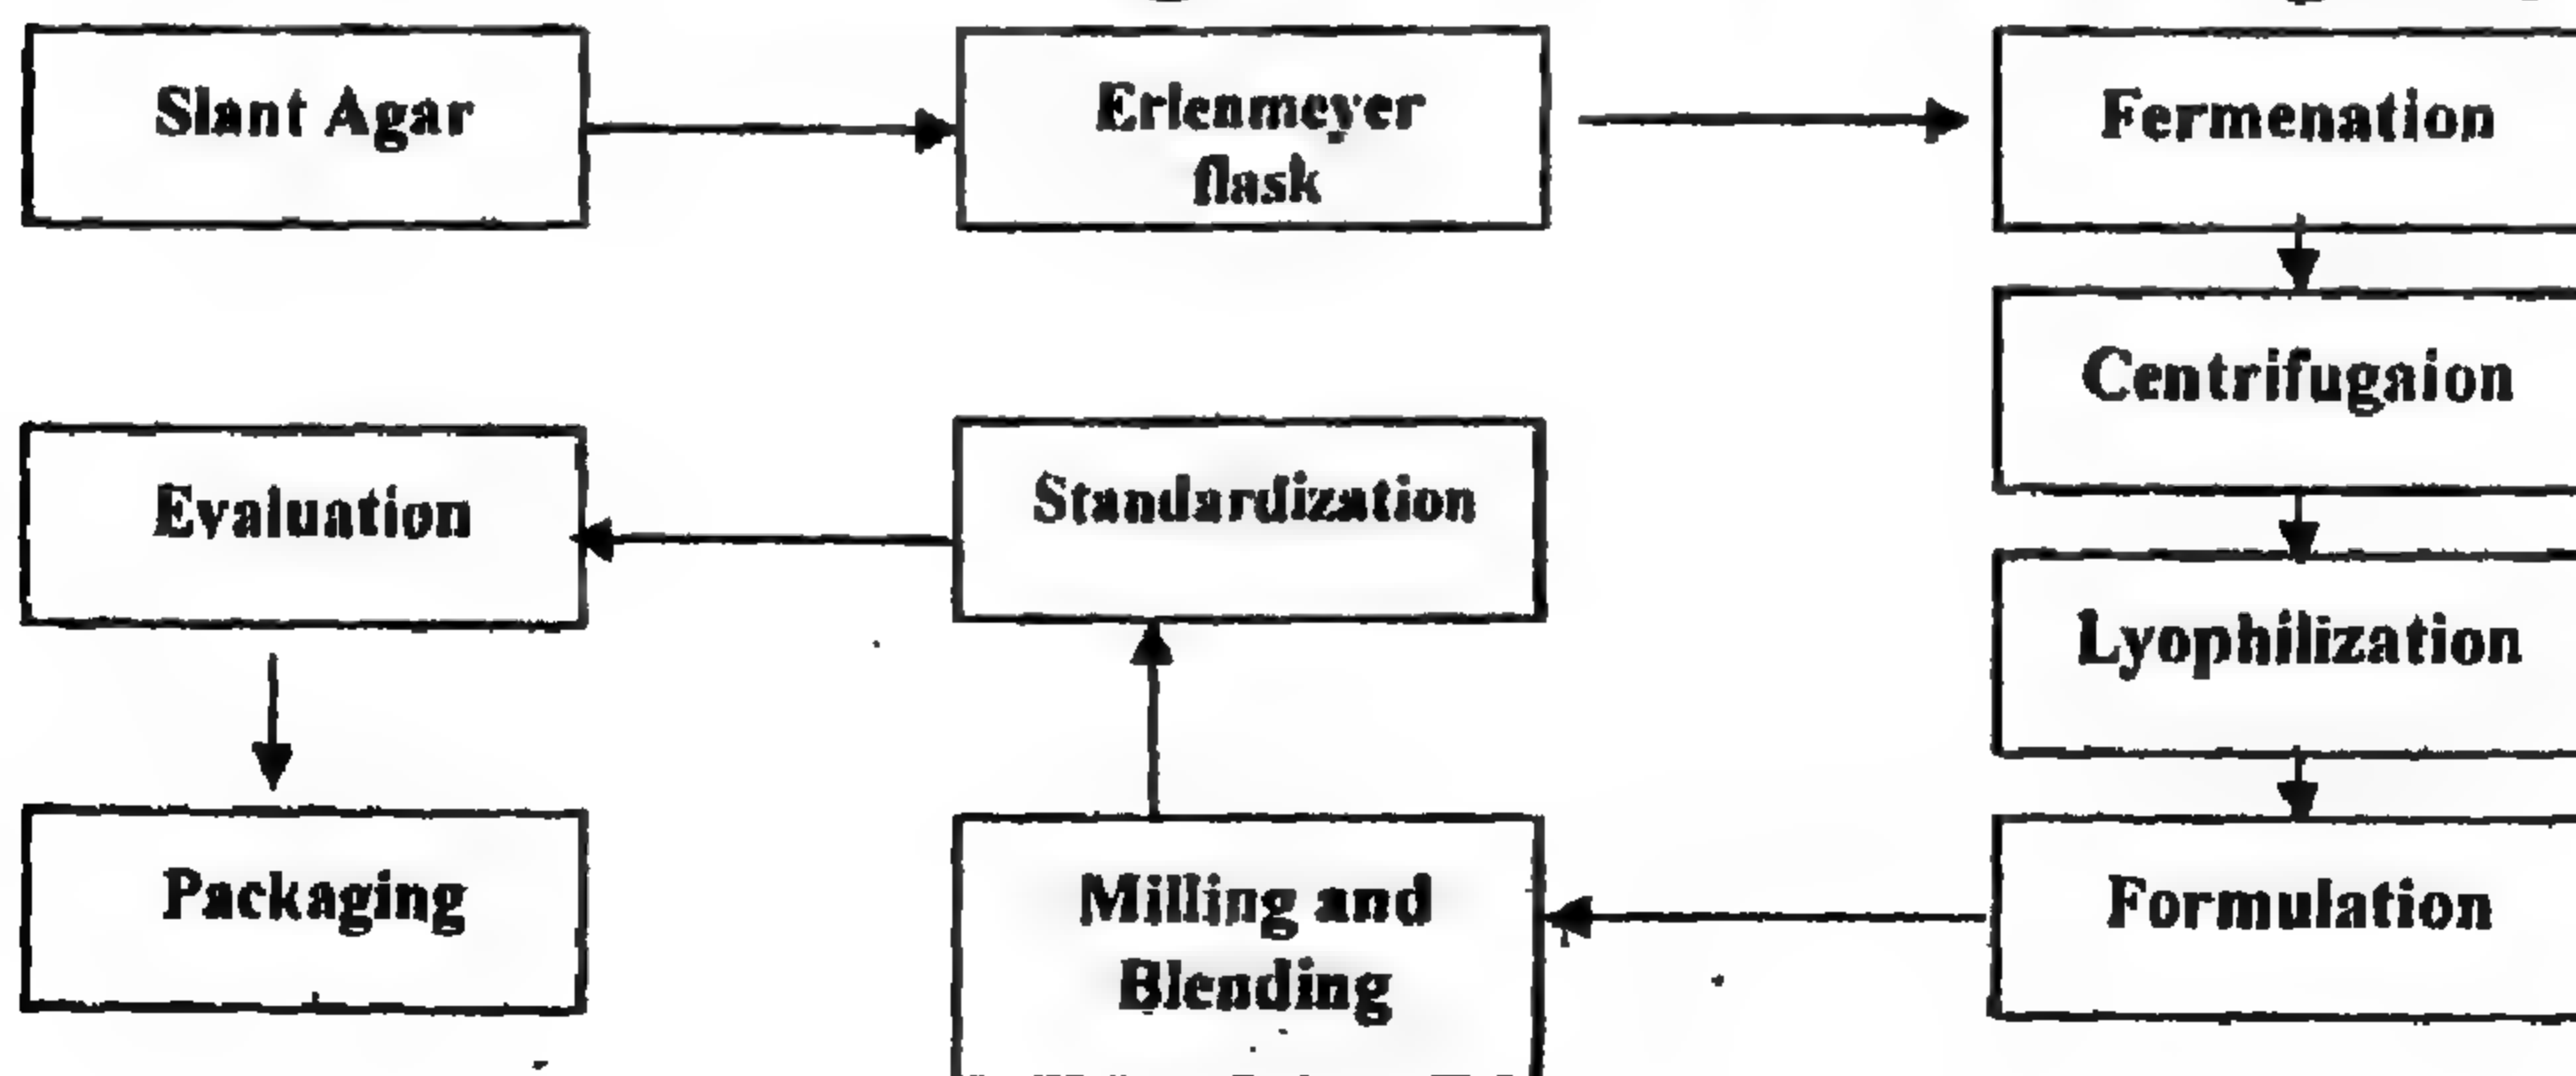 Slant Agar
Erlenmeyer
flask
Fermenation
Centrifugaion
Lyophilization
Formulation
Milling and
Blending
Standardization
Evaluation
Packaging